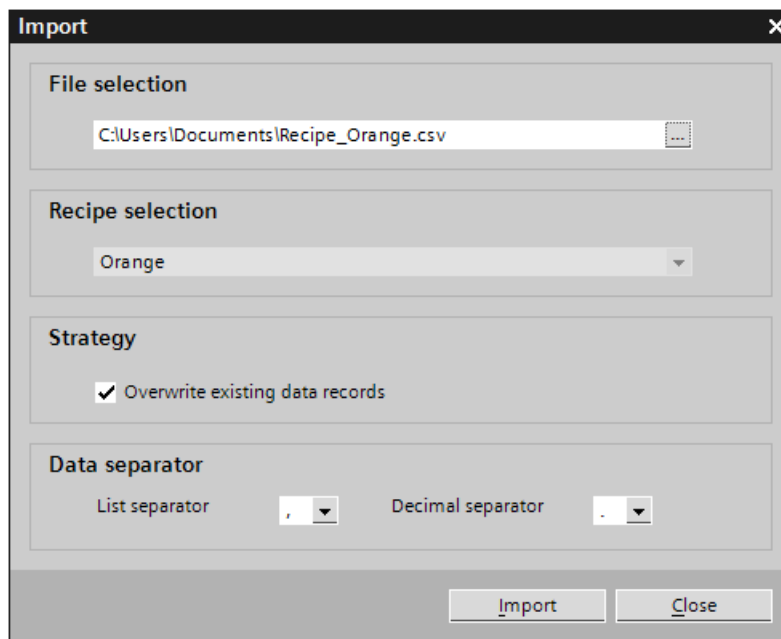 Import
File selection
C:\Users\Documents\Recipe_Orange.csv
...
Recipe selection
Orange
Strategy
Overwrite existing data records
Data separator
List separator , Decimal separator .
Import Close